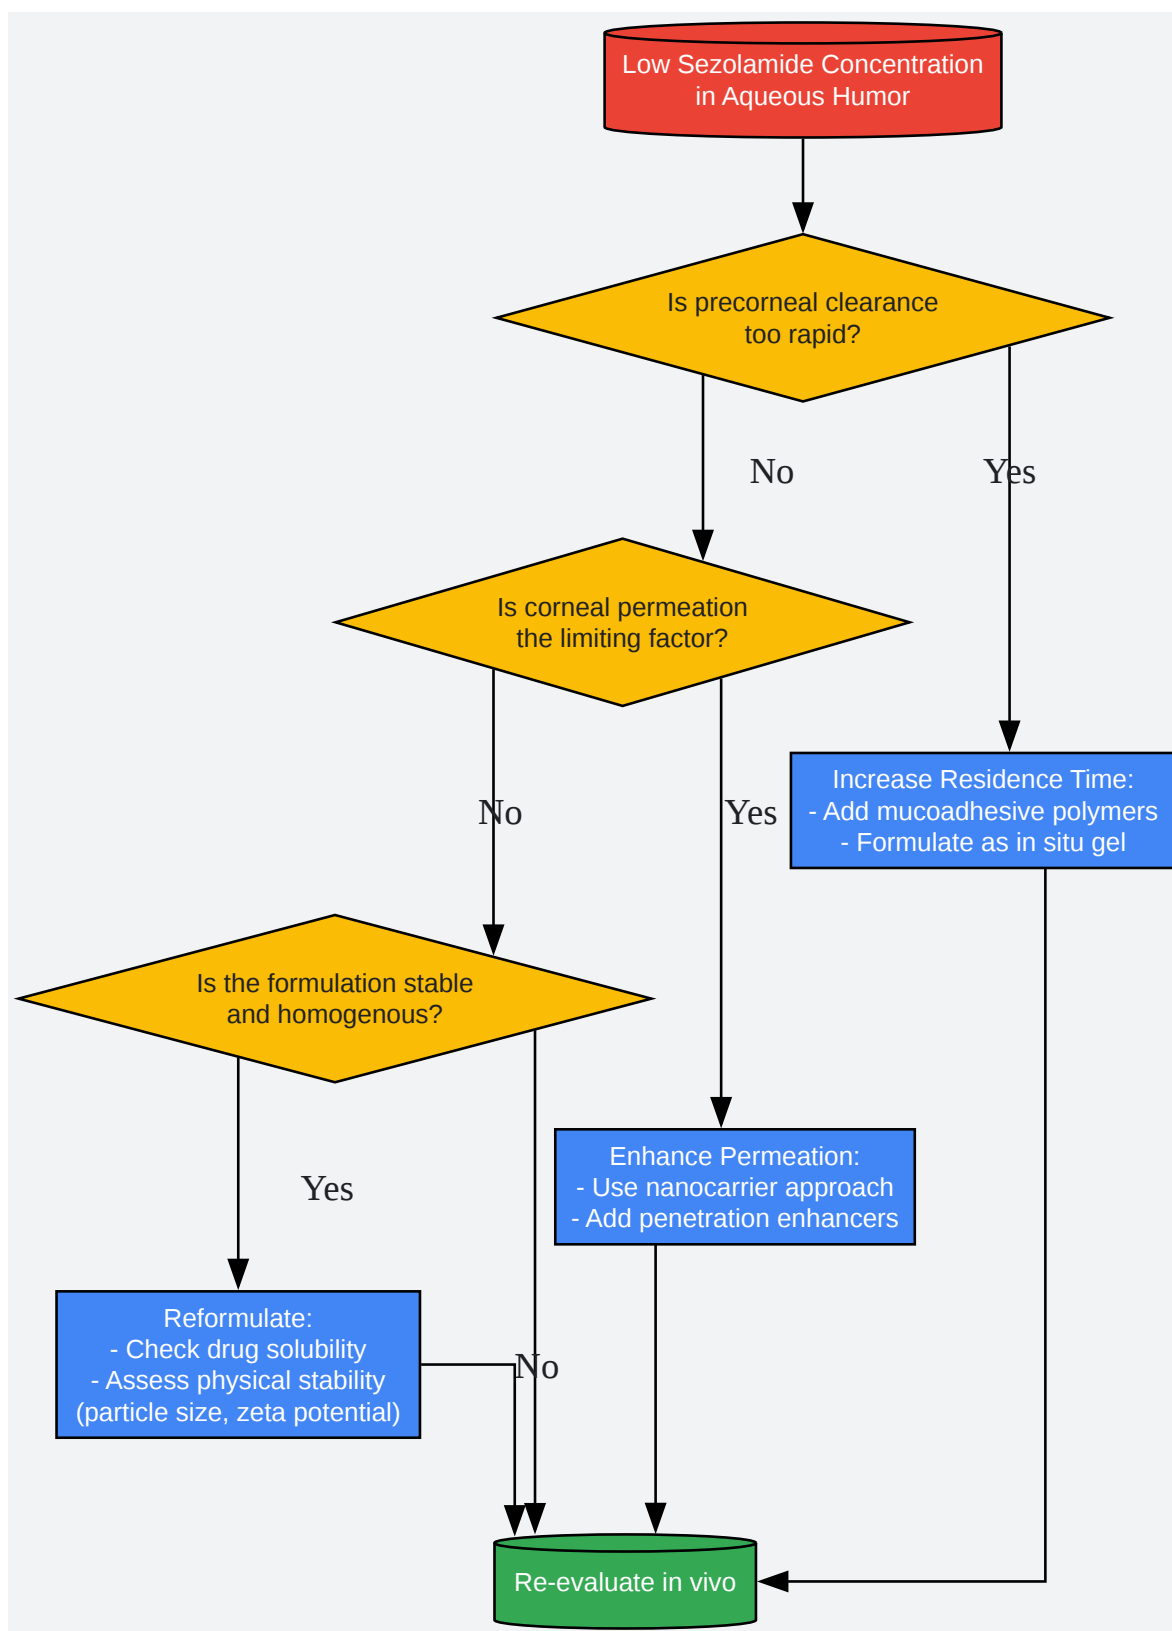 Low Sezolamide Concentration
in Aqueous Humor
Is precorneal clearance
too rapid?
No
Yes
Is corneal permeation
the limiting factor?
Increase Residence Time:
- Add mucoadhesive polymers
- Formulate as in situ gel
No
Yes
Is the formulation stable
and homogenous?
Enhance Permeation:
- Use nanocarrier approach
- Add penetration enhancers
Yes
Reformulate:
- Check drug solubility
- Assess physical stability
(particle size, zeta potential)
No
Re-evaluate in vivo